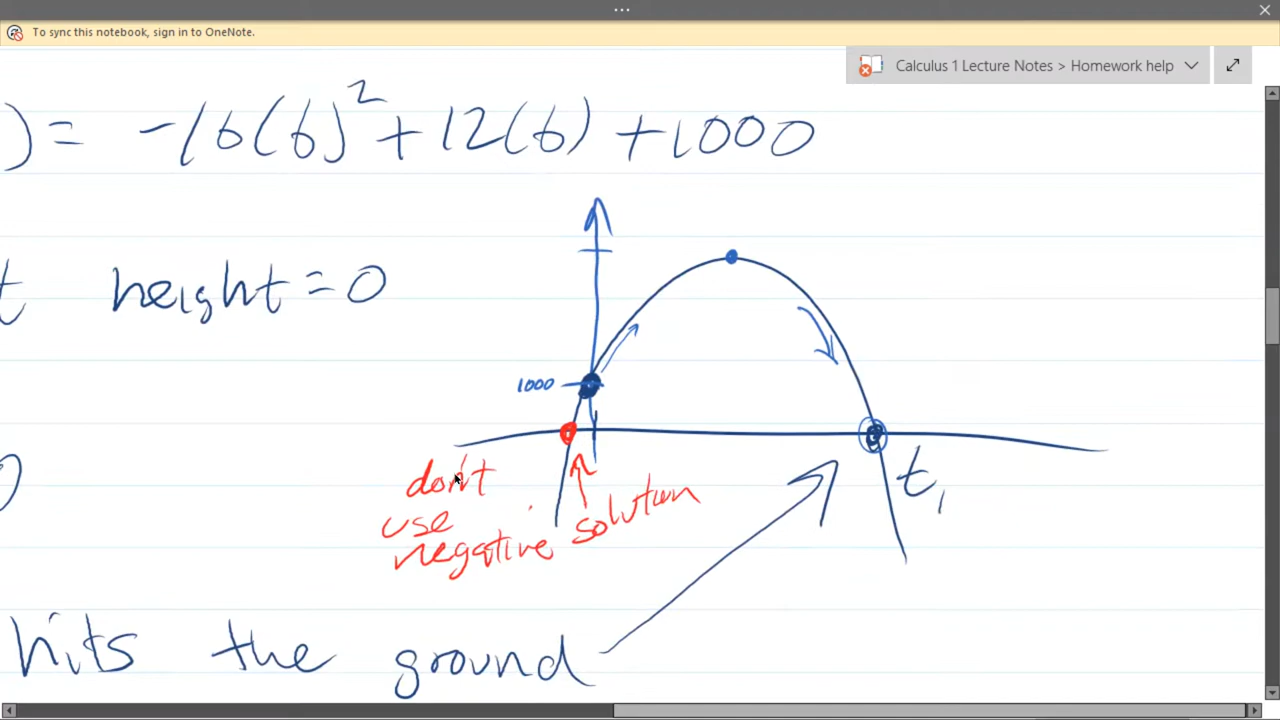 To sync this notebook, sign in to OneNote.
Calculus 1 Lecture Notes > Homework help
) = -16(6)² + 12(6) + 1000
t height = 0
1000
0
don't
use
negative solution
t₁
hits the ground